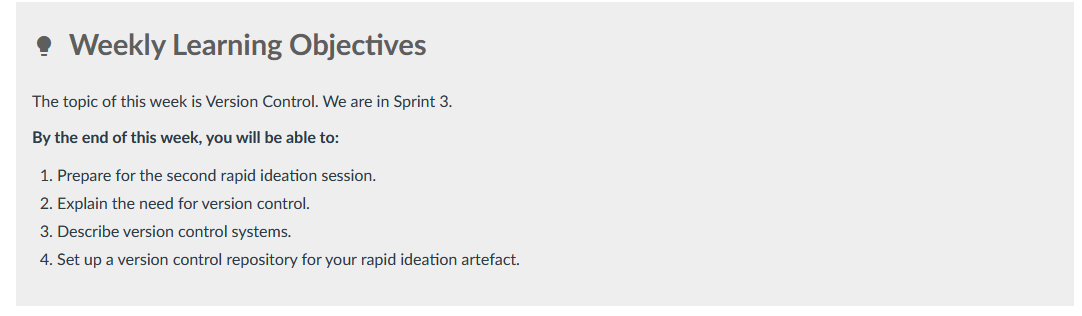 Weekly Learning Objectives
The topic of this week is Version Control. We are in Sprint 3.
By the end of this week, you will be able to:
1. Prepare for the second rapid ideation session.
2. Explain the need for version control.
3. Describe version control systems.
4. Set up a version control repository for your rapid ideation artefact.